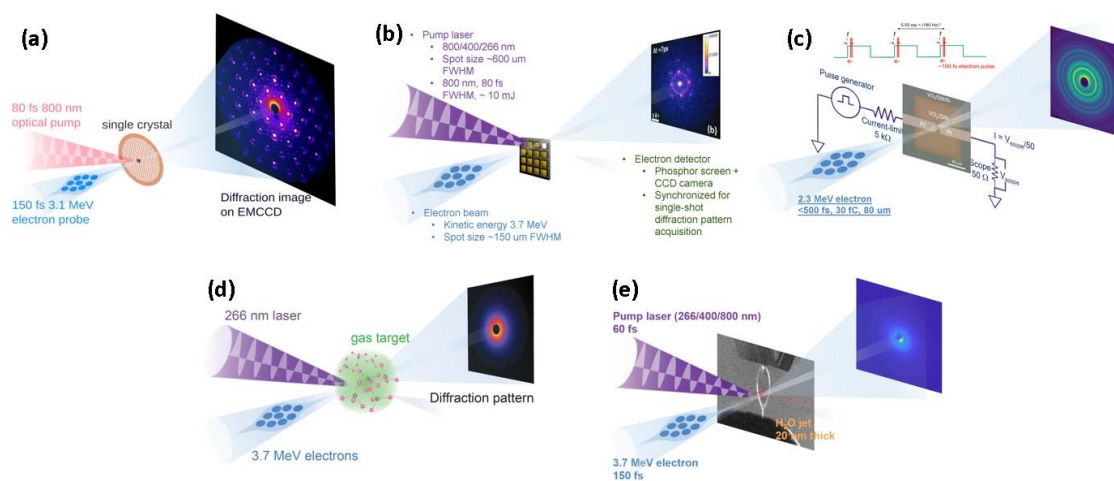 (a)
80 fs 800 nm
optical pump
single crystal
150 fs 3.1 MeV
electron probe
Diffraction image
on EMCCD
(b)
• Pump laser
• 800/400/266 nm
• Spot size ~600 um
FWHM
• 800 nm, 80 fs
FWHM, ~ 10 mJ
Δt =7ps
(b)
• Electron detector
• Phosphor screen +
CCD camera
• Synchronized for
single-shot
diffraction pattern
acquisition
• Electron beam
• Kinetic energy 3.7 MeV
• Spot size ~150 um FWHM
(c)
~100 fs electron pulse
Pulse generator
Current-limit
5 kΩ
I = Vscope/50
Scope
50 Ω
Vscope
2.3 MeV electron
<500 fs, 30 fC, 80 um
(d)
266 nm laser
gas target
Diffraction pattern
3.7 MeV electrons
(e)
Pump laser (266/400/800 nm)
60 fs
H2O jet
20 nm thick
3.7 MeV electron
150 fs